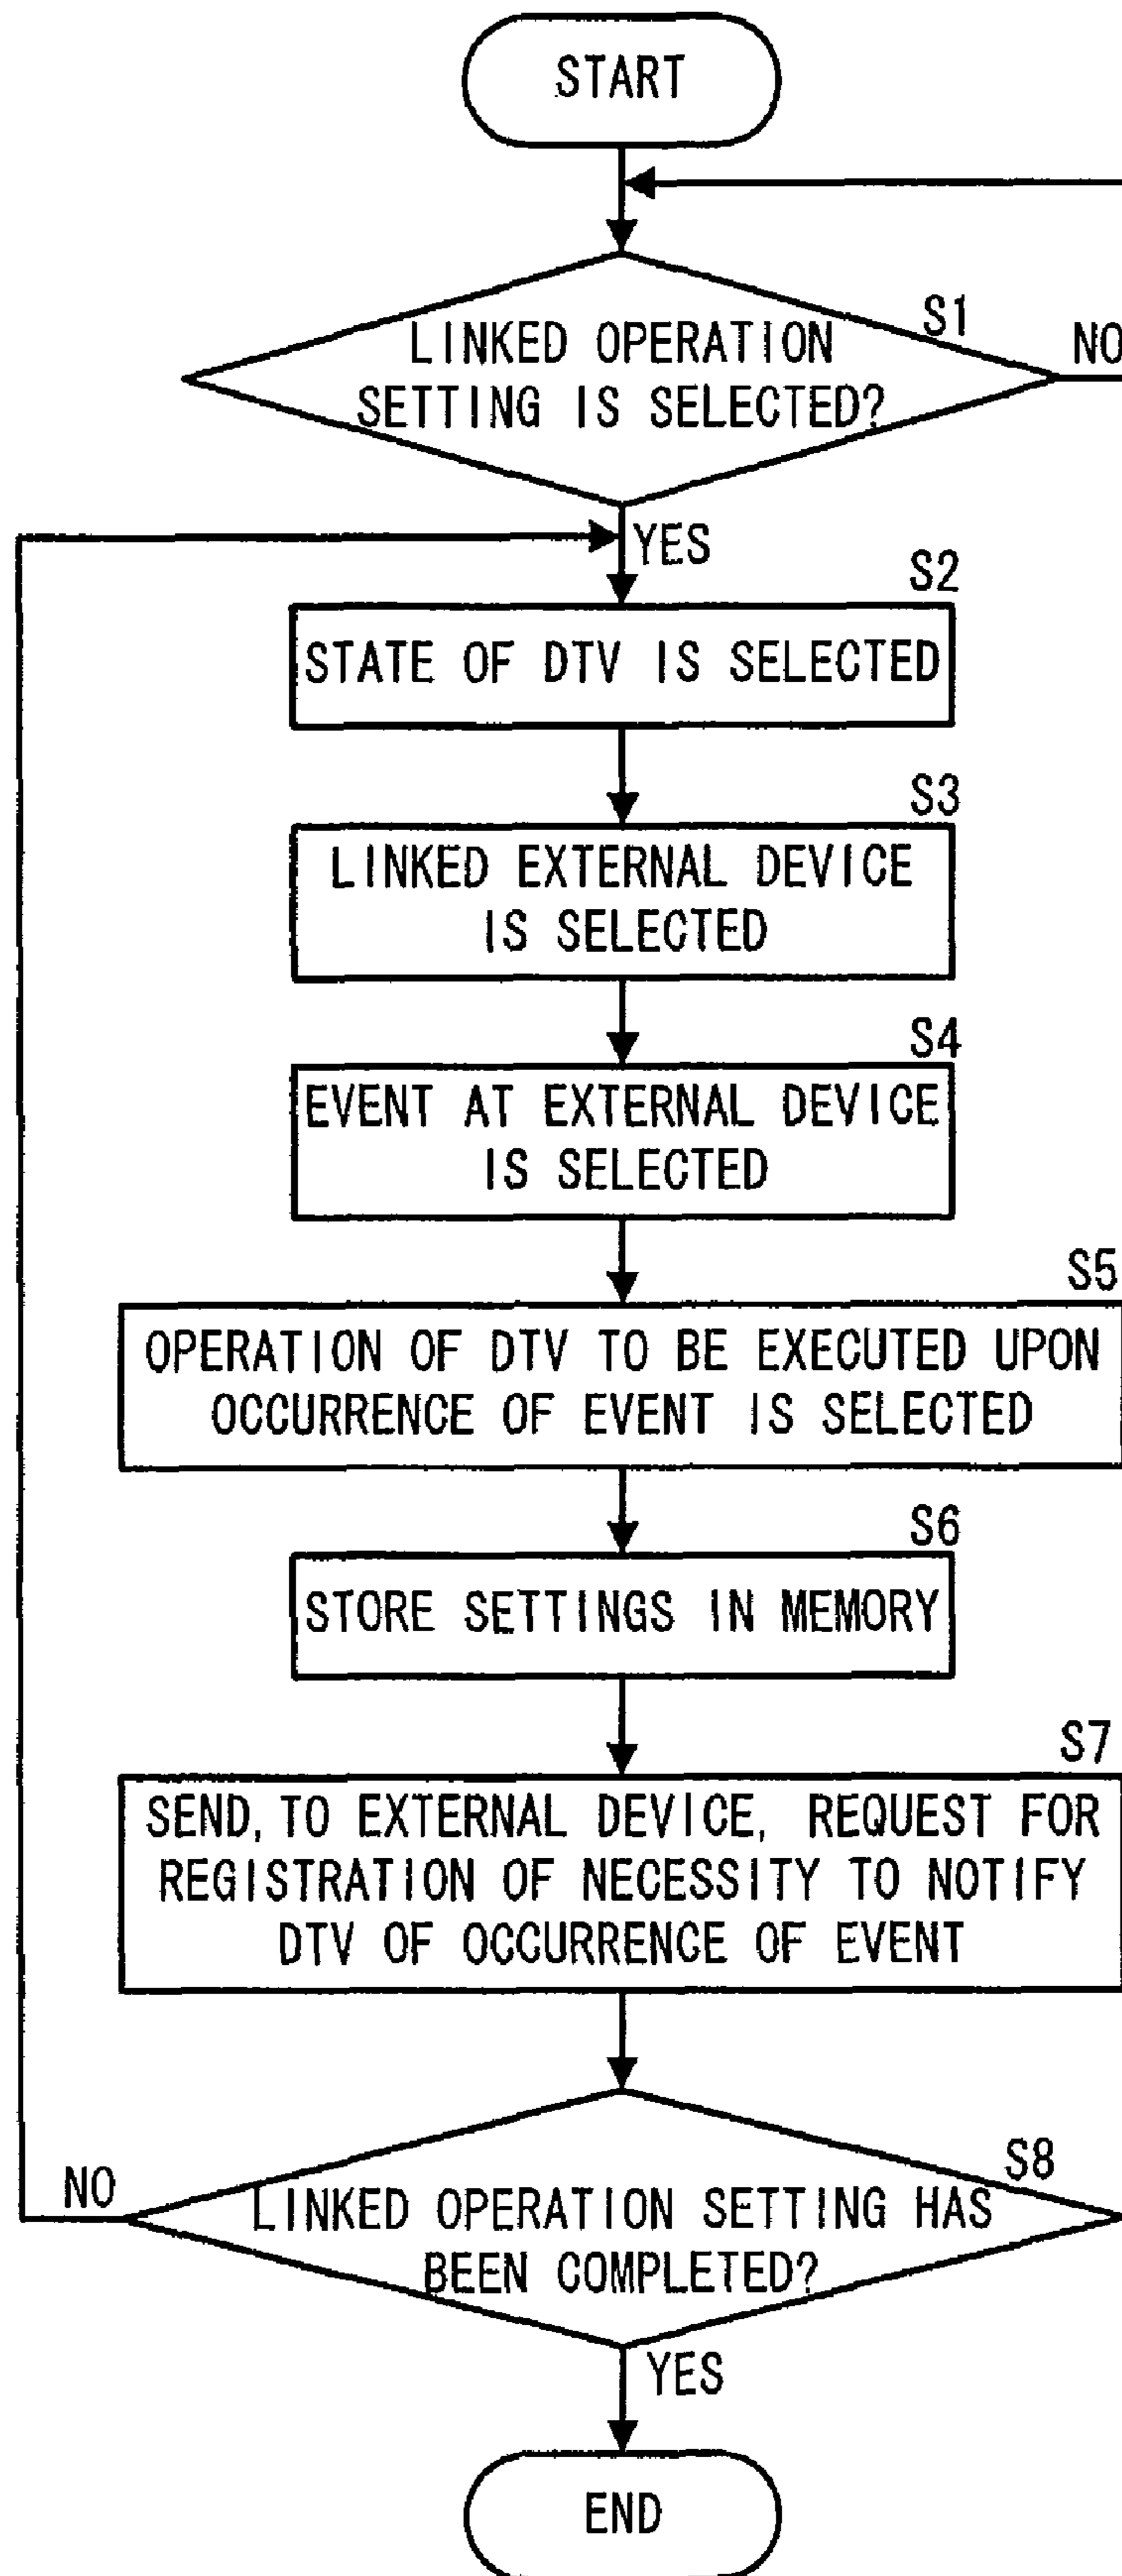 START
S1
LINKED OPERATION
NO
SETTING IS SELECTED?
YES
S2
STATE OF DTV IS SELECTED
S3
LINKED EXTERNAL DEVICE
IS SELECTED
S4
EVENT AT EXTERNAL DEVICE
IS SELECTED
S5
OPERATION OF DTV TO BE EXECUTED UPON
OCCURRENCE OF EVENT IS SELECTED
S6
STORE SETTINGS IN MEMORY
S7
SEND, TO EXTERNAL DEVICE, REQUEST FOR
REGISTRATION OF NECESSITY TO NOTIFY
DTV OF OCCURRENCE OF EVENT
S8
NO
LINKED OPERATION SETTING HAS
BEEN COMPLETED?
YES
END